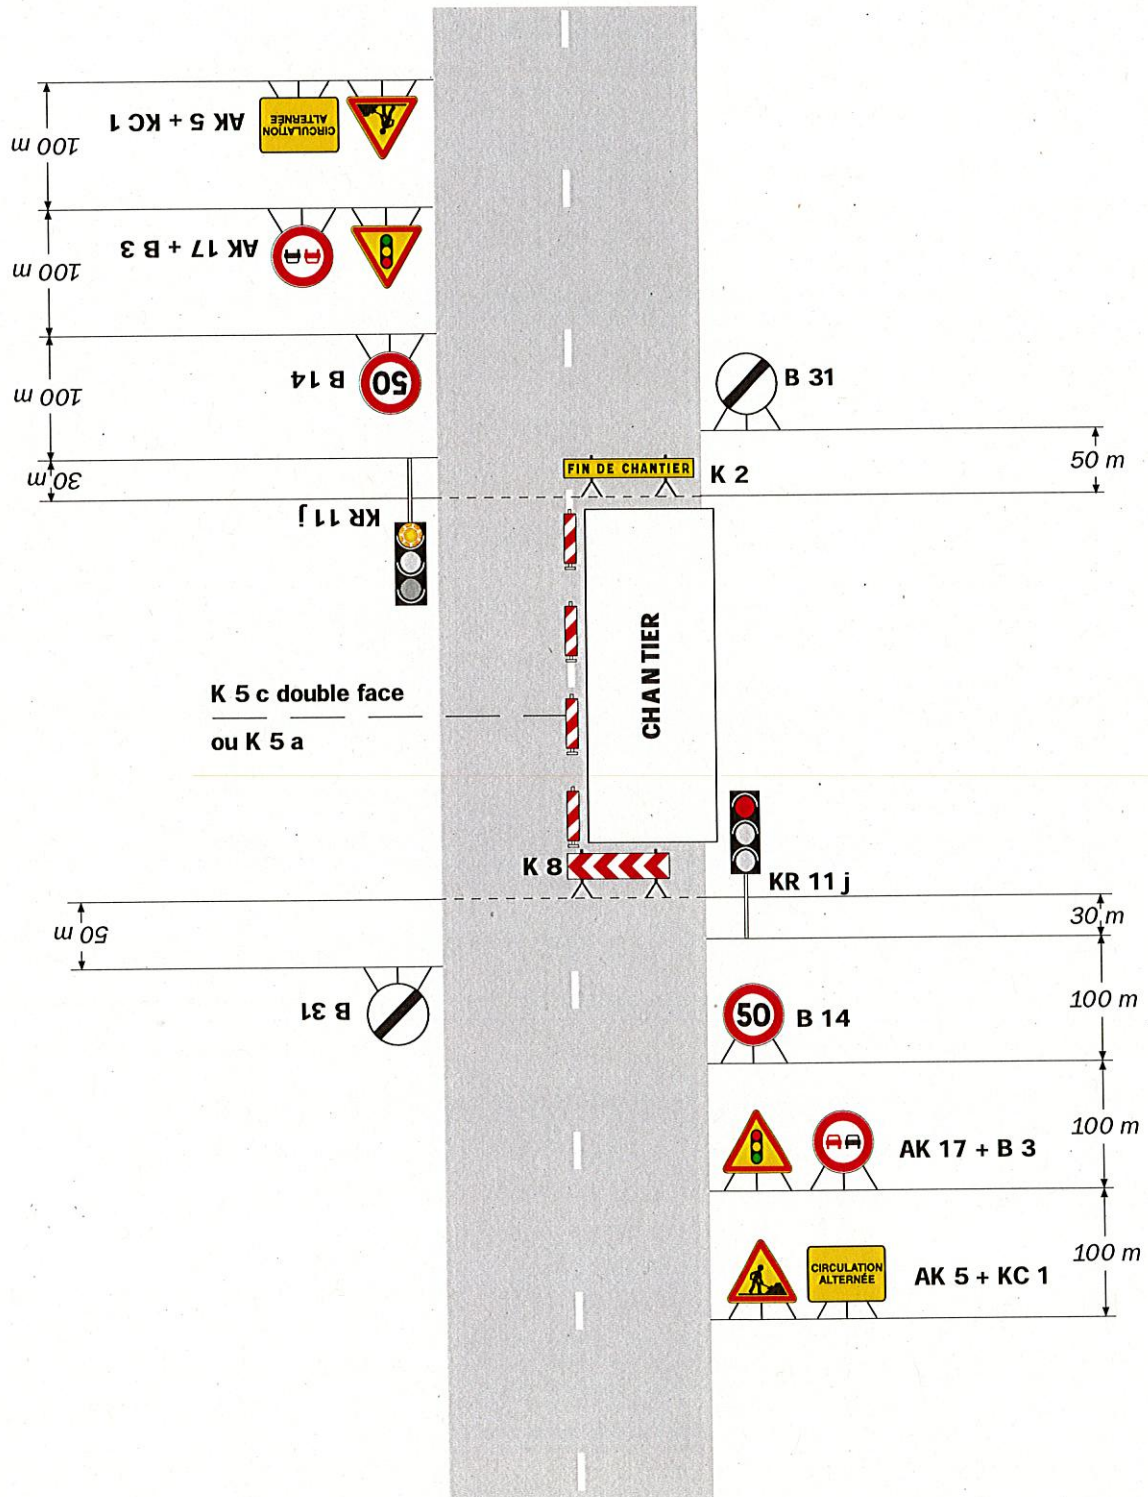 AK 5 + KC 1
CIRCULATION
ALTERNÉE
100 m
AK 17 + B 3
100 m
B 14
50
100 m
B 31
30 m
50 m
FIN DE CHANTIER
K 2
KR 11 j
CHANTIER
K 5 c double face
ou K 5 a
K 8
KR 11 j
30 m
50 m
B 31
50
B 14
100 m
AK 17 + B 3
100 m
CIRCULATION
ALTERNÉE
AK 5 + KC 1
100 m